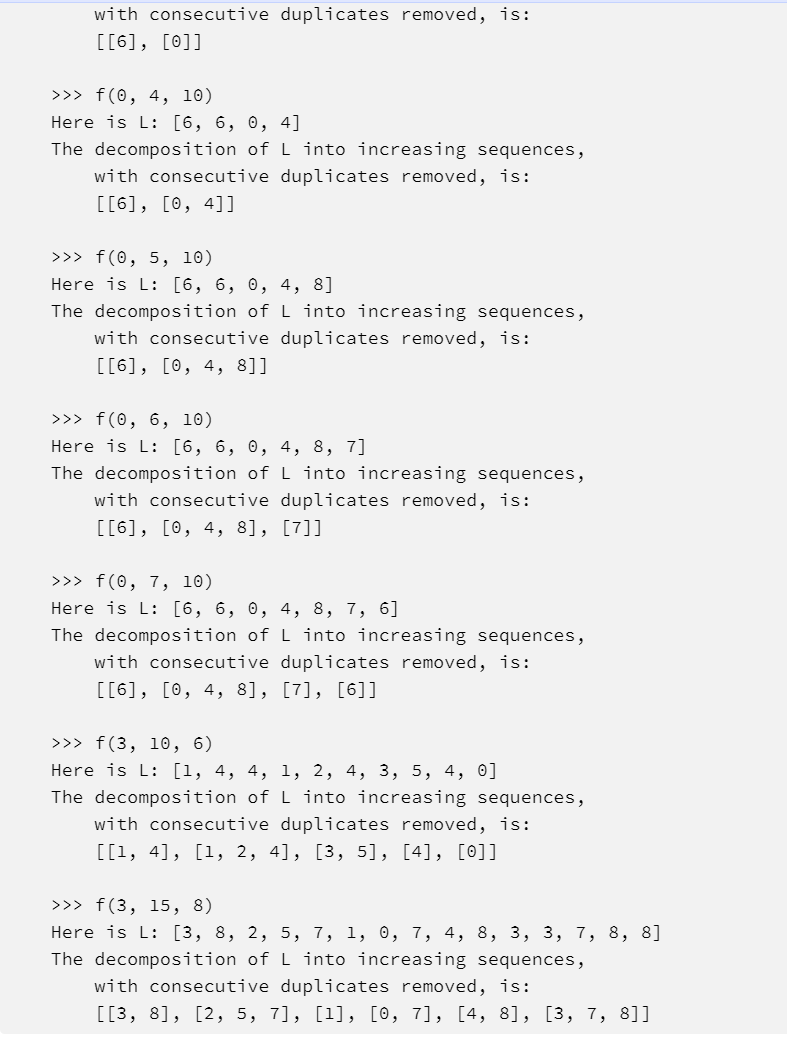 with consecutive duplicates removed, is:
[[6], [0]]
>>> f(0, 4, 10)
Here is L: [6, 6, 0, 4]
The decomposition of L into increasing sequences,
with consecutive duplicates removed, is:
[[6], [0, 4]]
>>> f(0, 5, 10)
Here is L: [6, 6, 0, 4, 8]
The decomposition of L into increasing sequences,
with consecutive duplicates removed, is:
[[6], [0, 4, 8]]
>>> f(0, 6, 10)
Here is L: [6, 6, 0, 4, 8, 7]
The decomposition of L into increasing sequences,
with consecutive duplicates removed, is:
[[6], [0, 4, 8], [7]]
>>> f(0, 7, 10)
Here is L: [6, 6, 0, 4, 8, 7, 6]
The decomposition of L into increasing sequences,
with consecutive duplicates removed, is:
[[6], [0, 4, 8], [7], [6]]
>>> f(3, 10, 6)
Here is L: [1, 4, 4, 1, 2, 4, 3, 5, 4, 0]
The decomposition of L into increasing sequences,
with consecutive duplicates removed, is:
[[1, 4], [1, 2, 4], [3, 5], [4], [0]]
>>> f(3, 15, 8)
Here is L: [3, 8, 2, 5, 7, 1, 0, 7, 4, 8, 3, 3, 7, 8, 8]
The decomposition of L into increasing sequences,
with consecutive duplicates removed, is:
[[3, 8], [2, 5, 7], [1], [0, 7], [4, 8], [3, 7, 8]]